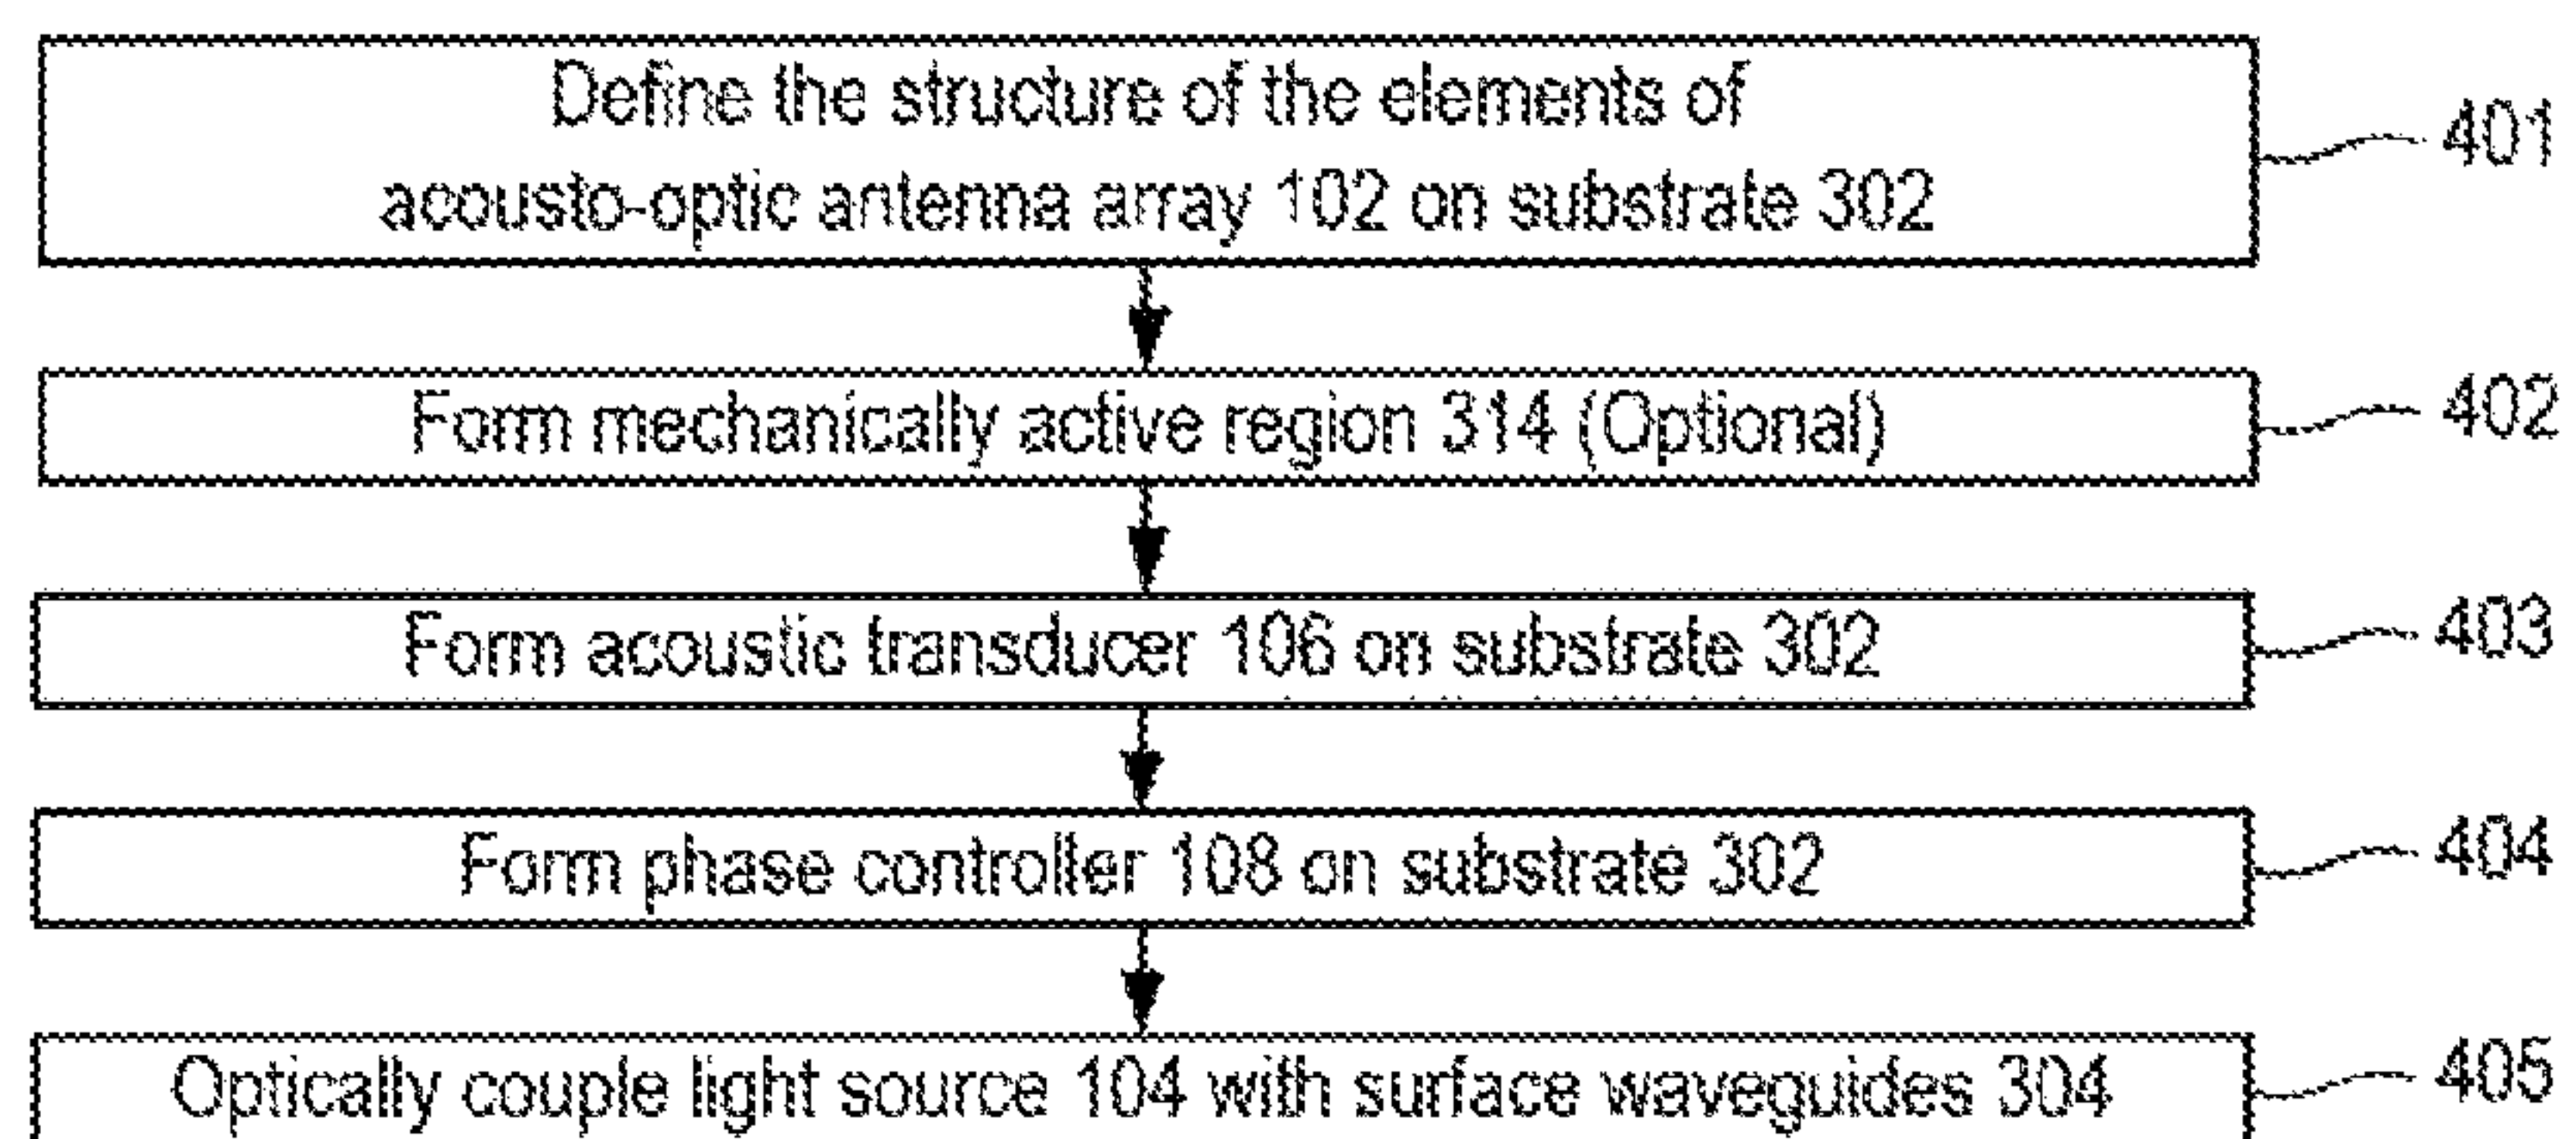 Define the structure of the elements of
acousto-optic antenna array 102 on substrate 302
401
Form mechanically active region 314 (Optional)
402
Form acoustic transducer 106 on substrate 302
403
Form phase controller 108 on substrate 302
404
Optically couple light source 104 with surface waveguides 304
405